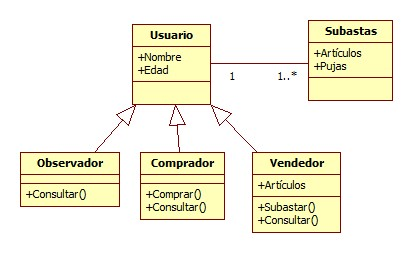 Usuario
+Nombre
+Edad
Subastas
+Artículos
+Pujas
1
1..*
Observador
+Consultar()
Comprador
+Comprar()
+Consultar()
Vendedor
+Artículos
+Subastar()
+Consultar()